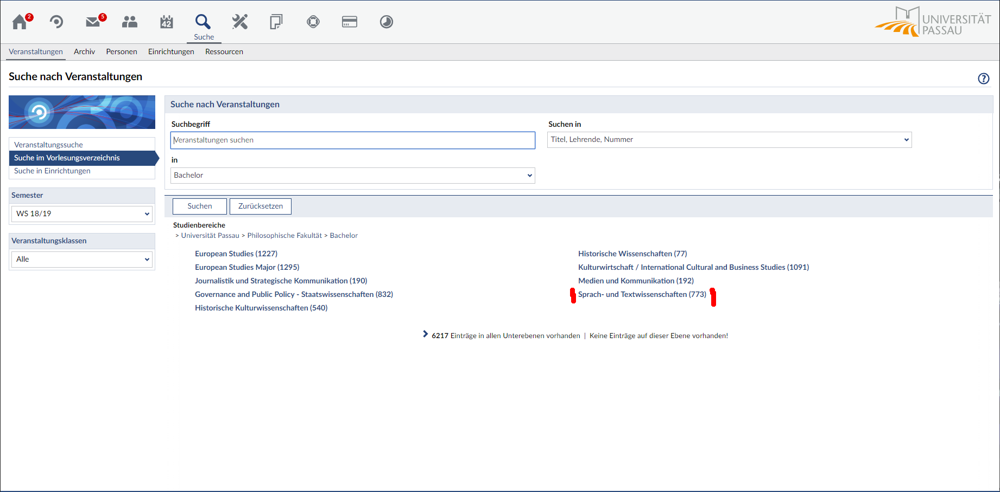 2
5
42
Suche
UNIVERSITÄT
PASSAU
Veranstaltungen Archiv Personen Einrichtungen Ressourcen
Suche nach Veranstaltungen
?
Veranstaltungssuche
Suche im Vorlesungsverzeichnis
Suche in Einrichtungen
Semester
WS 18/19
Veranstaltungsklassen
Alle
Suche nach Veranstaltungen
Suchbegriff
Veranstaltungen suchen
Suchen in
Titel, Lehrende, Nummer
in
Bachelor
Suchen Zurücksetzen
Studienbereiche
> Universität Passau > Philosophische Fakultät > Bachelor
European Studies (1227)
European Studies Major (1295)
Journalistik und Strategische Kommunikation (190)
Governance and Public Policy - Staatswissenschaften (832)
Historische Kulturwissenschaften (540)
Historische Wissenschaften (77)
Kulturwirtschaft / International Cultural and Business Studies (1091)
Medien und Kommunikation (192)
Sprach- und Textwissenschaften (773)
6217 Einträge in allen Unterebenen vorhanden | Keine Einträge auf dieser Ebene vorhanden!